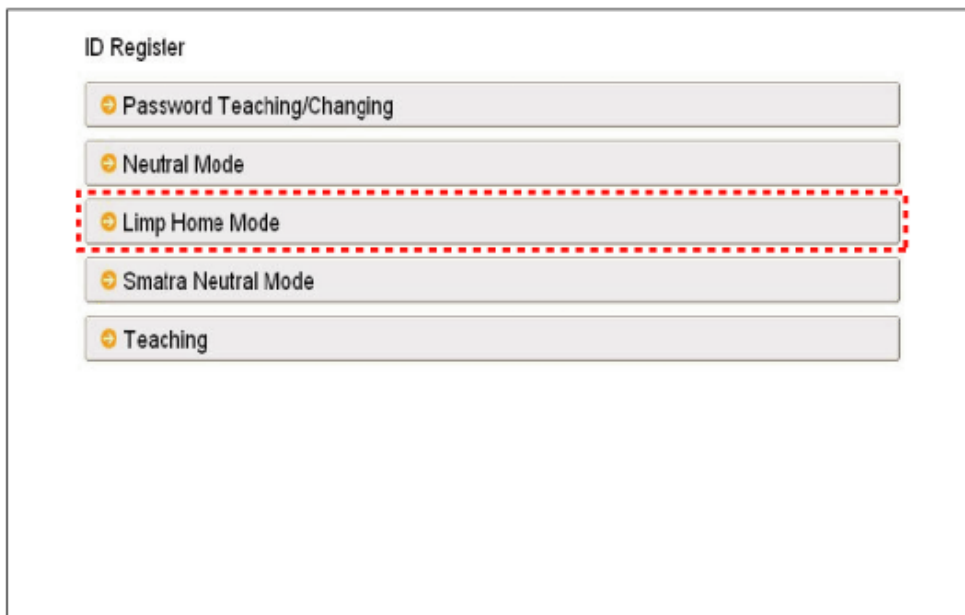 ID Register
Password Teaching/Changing
Neutral Mode
Limp Home Mode
Smatra Neutral Mode
Teaching